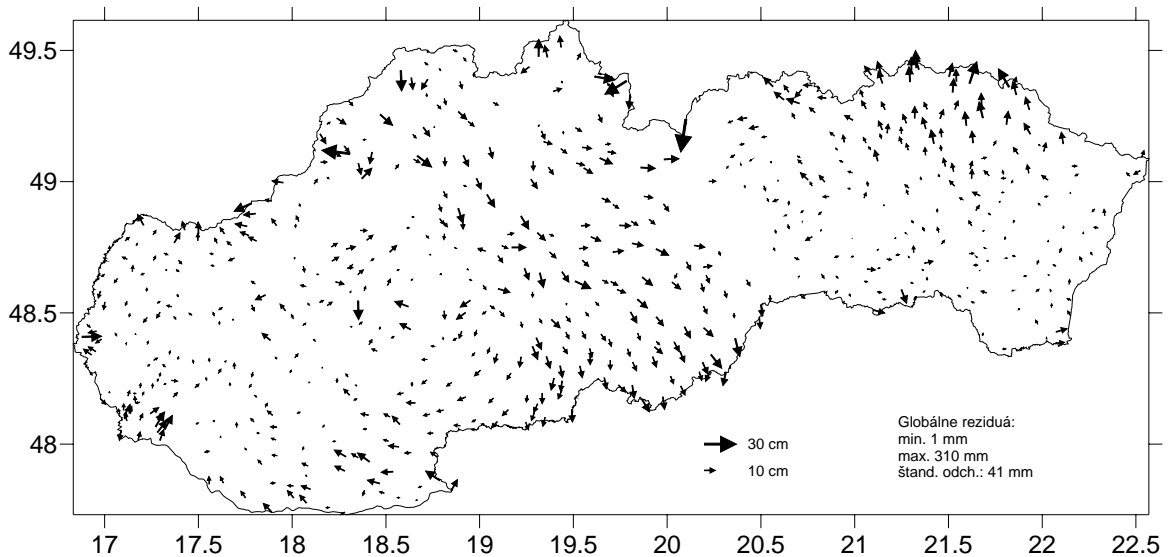 49.5
49
48.5
48
30 cm
10 cm
Globálne reziduá:
min. 1 mm
max. 310 mm
štand. odch.: 41 mm
17 17.5 18 18.5 19 19.5 20 20.5 21 21.5 22 22.5